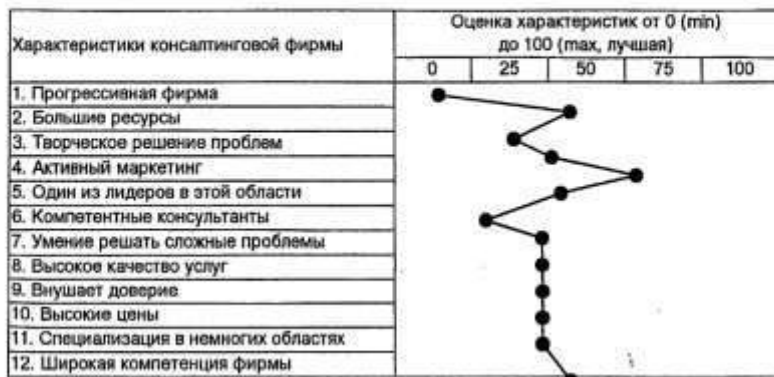 Характеристики консалтинговой фирмы
Оценка характеристик от 0 (min)
до 100 (max, лучшая)
0 25 50 75 100
1. Прогрессивная фирма
2. Большие ресурсы
3. Творческое решение проблем
4. Активный маркетинг
5. Один из лидеров в этой области
6. Компетентные консультанты
7. Умение решать сложные проблемы
8. Высокое качество услуг
9. Внушает доверие
10. Высокие цены
11. Специализация в немногих областях
12. Широкая компетенция фирмы